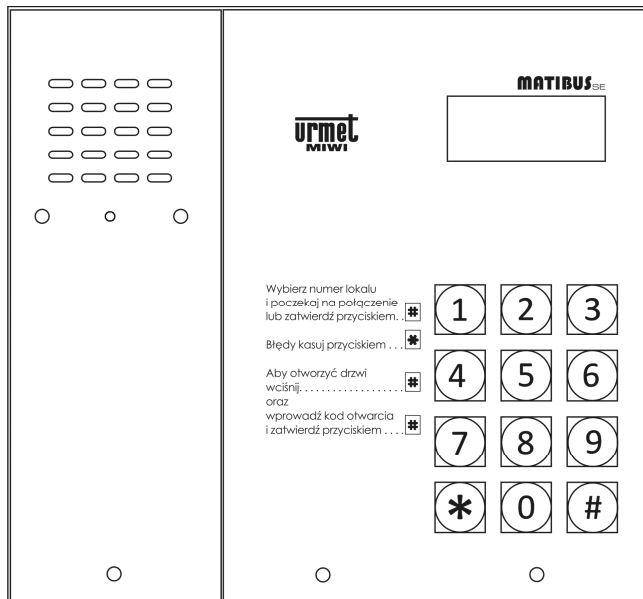 MATIBUS SE
urmet
MIWI
Wybierz numer lokalu
i poczekaj na połączenie
lub zatwierdź przyciskiem. . #
Błędy kasuj przyciskiem . . . *
Aby otworzyć drzwi
wciśnij. . . . . . . . . . . . . . . . . . . #
oraz
wprowadź kod otwarcia
i zatwierdź przyciskiem . . . . #
1 2 3
4 5 6
7 8 9
* 0 #